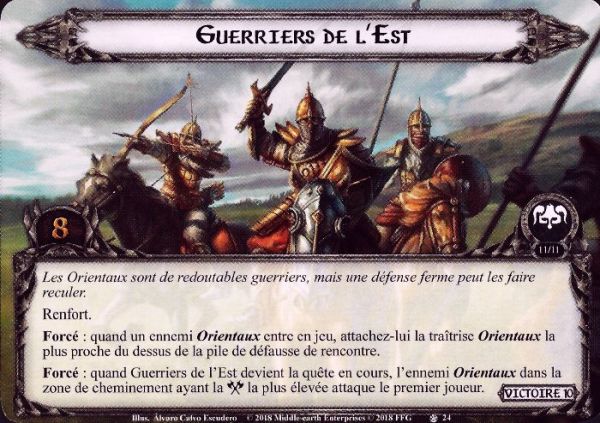 Guerriers de l'Est
8
11/11
Les Orientaux sont de redoutables guerriers, mais une défense ferme peut les faire
reculer.
Renfort.
Forcé : quand un ennemi Orientaux entre en jeu, attachez-lui la traîtrise Orientaux la
plus proche du dessus de la pile de défausse de rencontre.
Forcé : quand Guerriers de l'Est devient la quête en cours, l'ennemi Orientaux dans la
zone de cheminement ayant la la plus élevée attaque le premier joueur.
Victoire 10
Illus. Álvaro Calvo Escudero © 2018 Middle-earth Enterprises © 2018 FFG 24